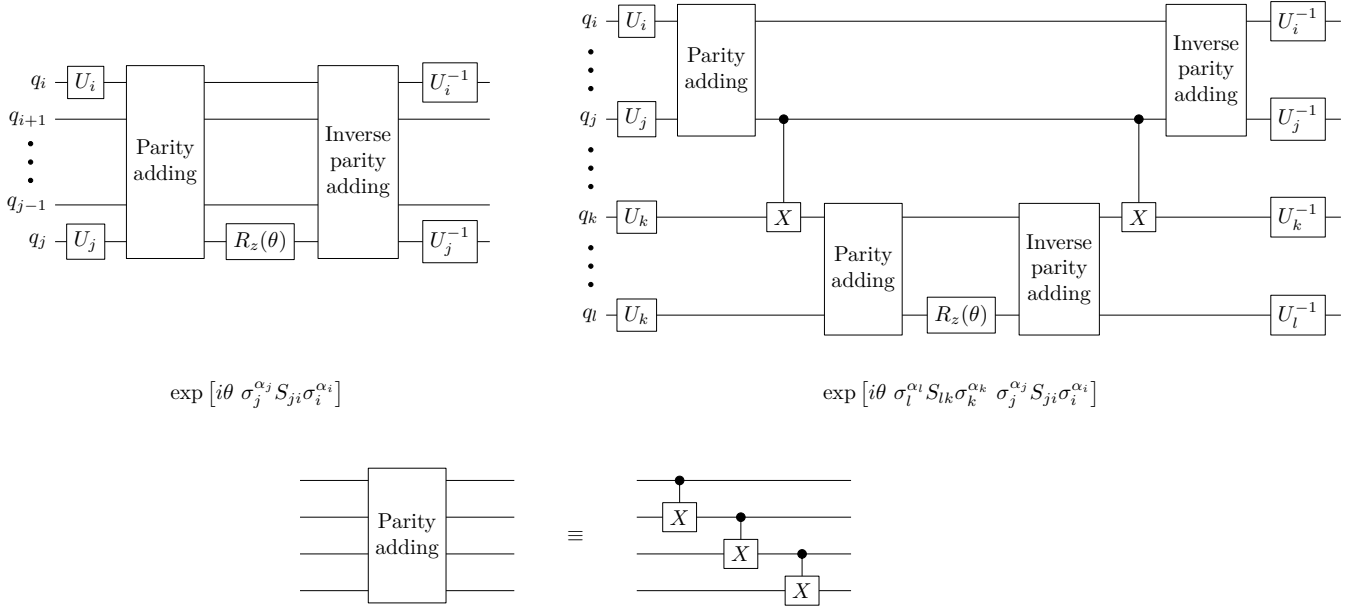 q_i U_i Parity adding Inverse parity adding U_i^{-1}
q_{i+1}
q_{j-1}
q_j U_j R_z(θ) U_j^{-1}
exp [iθ σ_j^{α_j} S_{ji} σ_i^{α_i}]
q_i U_i Parity adding Inverse parity adding U_i^{-1}
q_j U_j U_j^{-1}
q_k U_k X Parity adding Inverse parity adding X U_k^{-1}
q_l U_k R_z(θ) U_l^{-1}
exp [iθ σ_l^{α_l} S_{lk} σ_k^{α_k} σ_j^{α_j} S_{ji} σ_i^{α_i}]
Parity adding
≡
X
X
X